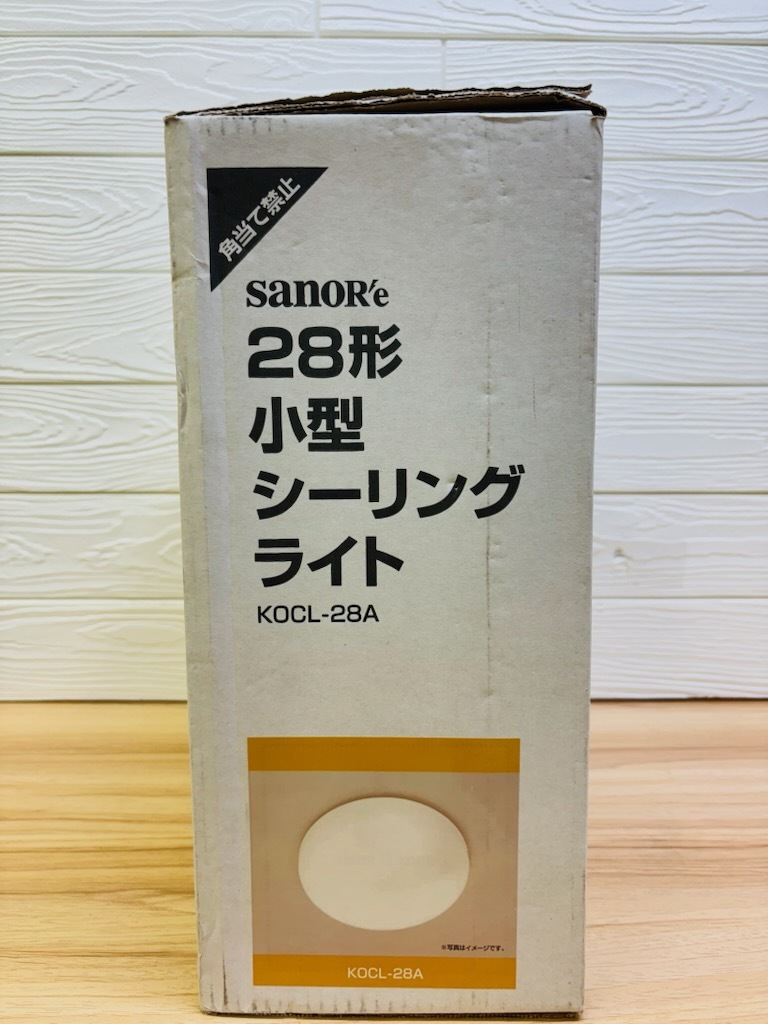 角当て禁止
sanoR'e
28形
小型
シーリング
ライト
KOCL-28A
※写真はイメージです。
KOCL-28A